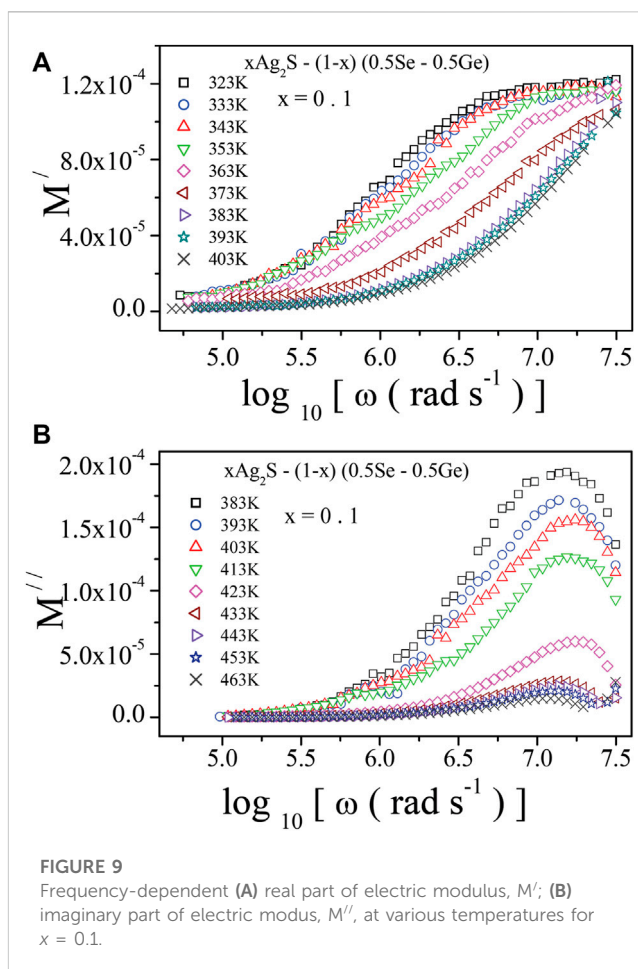 A
xAg₂S - (1-x) (0.5Se - 0.5Ge)
x = 0 . 1
323K
333K
343K
353K
363K
373K
383K
393K
403K
M′
1.2x10⁻⁴
8.0x10⁻⁵
4.0x10⁻⁵
0.0
5.0 5.5 6.0 6.5 7.0 7.5
log ₁₀ [ ω ( rad s⁻¹ ) ]
B
xAg₂S - (1-x) (0.5Se - 0.5Ge)
x = 0 . 1
383K
393K
403K
413K
423K
433K
443K
453K
463K
M′′
2.0x10⁻⁴
1.5x10⁻⁴
1.0x10⁻⁴
5.0x10⁻⁵
0.0
5.0 5.5 6.0 6.5 7.0 7.5
log ₁₀ [ ω ( rad s⁻¹ ) ]
FIGURE 9
Frequency-dependent (A) real part of electric modulus, M′; (B)
imaginary part of electric modus, M′′, at various temperatures for
x = 0.1.